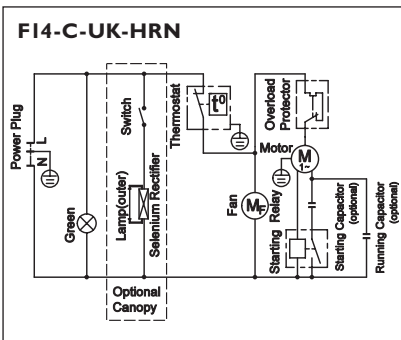 F14-C-UK-HRN
Power Plug
L
N
Green
Switch
Lamp(outer)
Selenium Rectifier
Optional
Canopy
Thermostat
t°
Fan
MF
Overload
Protector
Motor
M
1~
Starting
Relay
Starting Capacitor
(optional)
Running Capacitor
(optional)